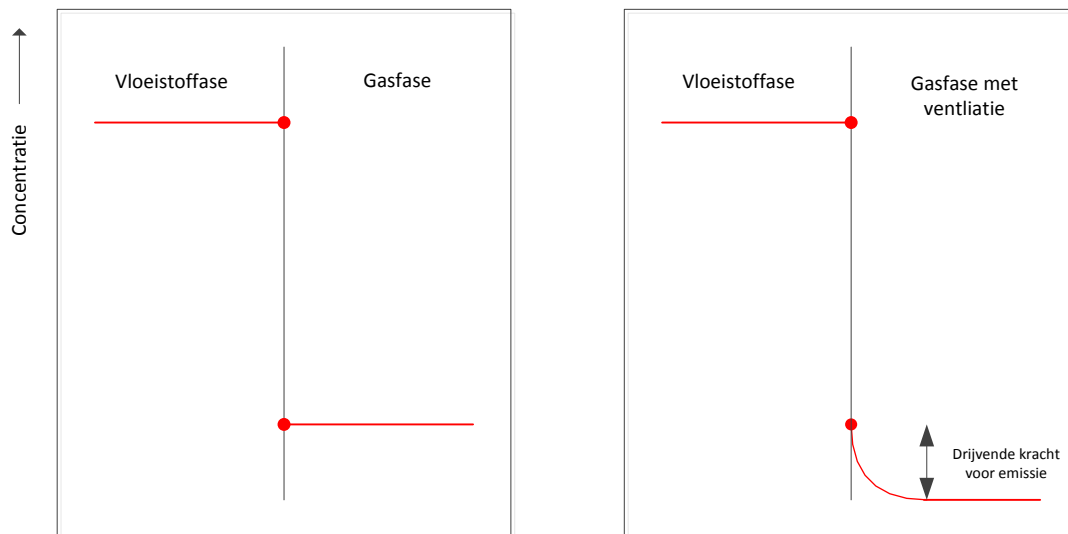 Concentratie
Vloeistoffase
Gasfase
Vloeistoffase
Gasfase met
ventliatie
Drijvende kracht
voor emissie